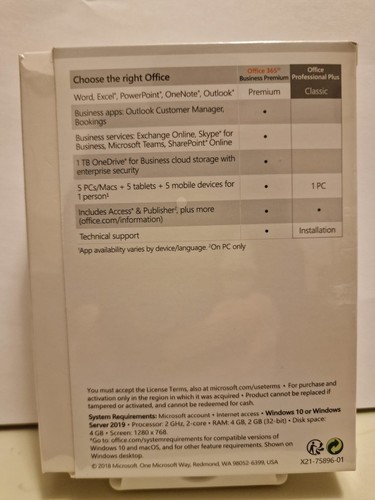 Choose the right Office
Office 365® Business Premium
Office Professional Plus
Word, Excel®, PowerPoint®, OneNote®, Outlook® Premium Classic
Business apps: Outlook Customer Manager,
Bookings •
Business services: Exchange Online, Skype® for
Business, Microsoft Teams, SharePoint® Online •
1 TB OneDrive® for Business cloud storage with
enterprise security •
5 PCs/Macs + 5 tablets + 5 mobile devices for
1 person¹ • 1 PC
Includes Access® & Publisher², plus more
(office.com/information) • •
Technical support • Installation
¹App availability varies by device/language. ²On PC only
You must accept the License Terms, also at microsoft.com/useterms • For purchase and
activation only in the region in which it was acquired • Product cannot be replaced if
tampered or activated, and cannot be redeemed for cash.
System Requirements: Microsoft account • Internet access • Windows 10 or Windows
Server 2019 • Processor: 2 GHz, 2-core • RAM: 4 GB, 2 GB (32-bit) • Disk space:
4 GB • Screen: 1280 x 768.
*Go to: office.com/systemrequirements for compatible versions of
Windows 10 and macOS, and for other feature requirements. Shown on
Windows desktop.
© 2018 Microsoft. One Microsoft Way, Redmond, WA 98052-6399, USA
X21-75896-01